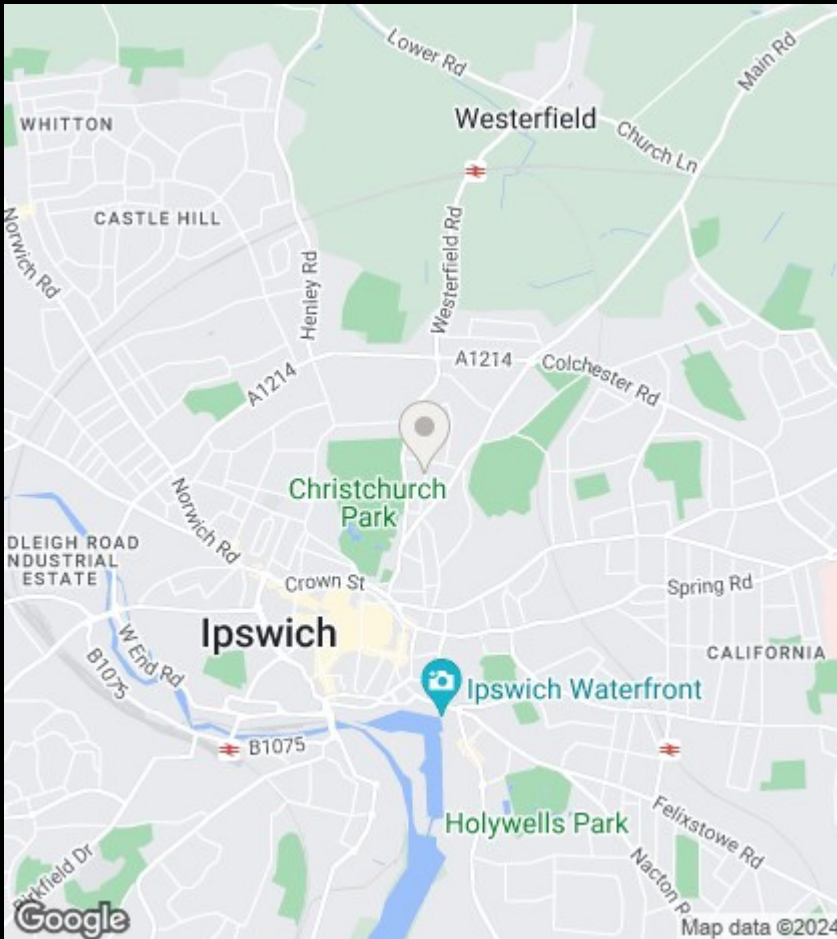 Lower Rd
Main Rd
Westerfield
WHITTON
Church Ln
CASTLE HILL
Norwich Rd
Westerfield Rd
Henley Rd
A1214
Colchester Rd
A1214
Christchurch
Park
Norwich Rd
DLEIGH ROAD
NDUSTRIAL
ESTATE
Crown St
Spring Rd
Ipswich
CALIFORNIA
W End Rd
B1075
Ipswich Waterfront
B1075
Holywells Park
Felixstowe Rd
Nacton R
Birkfield Dr
Google
Map data ©2024